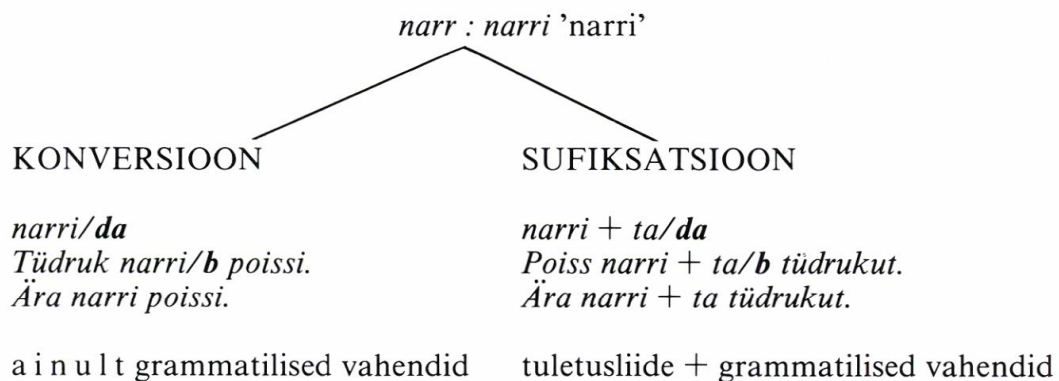 narr : narri ’narri’
KONVERSIOON
narri/da
Tüdruk narri/b poissi.
Ära narri poissi.
a i n u l t grammatilised vahendid
SUFIKSATSIOON
narri + ta/da
Poiss narri + ta/b tüdrukut.
Ära narri + ta tüdrukut.
tuletusliide + grammatilised vahendid